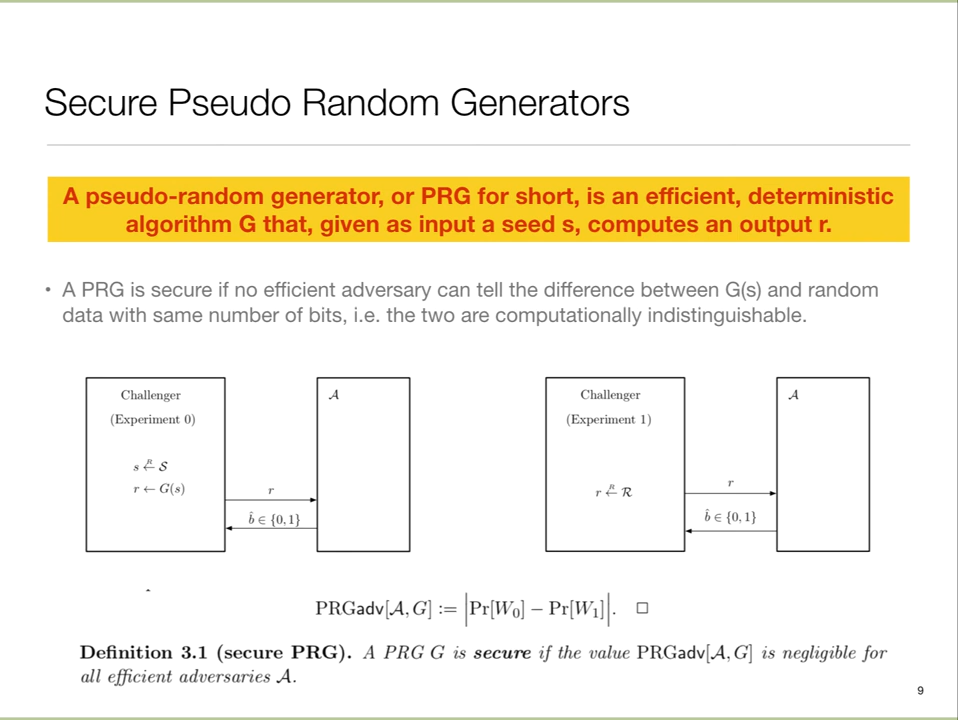 Secure Pseudo Random Generators
A pseudo-random generator, or PRG for short, is an efficient, deterministic
algorithm G that, given as input a seed s, computes an output r.
• A PRG is secure if no efficient adversary can tell the difference between G(s) and random
data with same number of bits, i.e. the two are computationally indistinguishable.
Challenger
(Experiment 0)
s ←ᴿ 𝒮
r ← G(s)
r
b̂ ∈ {0, 1}
𝒜
Challenger
(Experiment 1)
r ←ᴿ ℛ
r
b̂ ∈ {0, 1}
𝒜
PRGadv[𝒜, G] := |Pr[W₀] − Pr[W₁]|. □
Definition 3.1 (secure PRG). A PRG G is secure if the value PRGadv[𝒜, G] is negligible for
all efficient adversaries 𝒜.
9